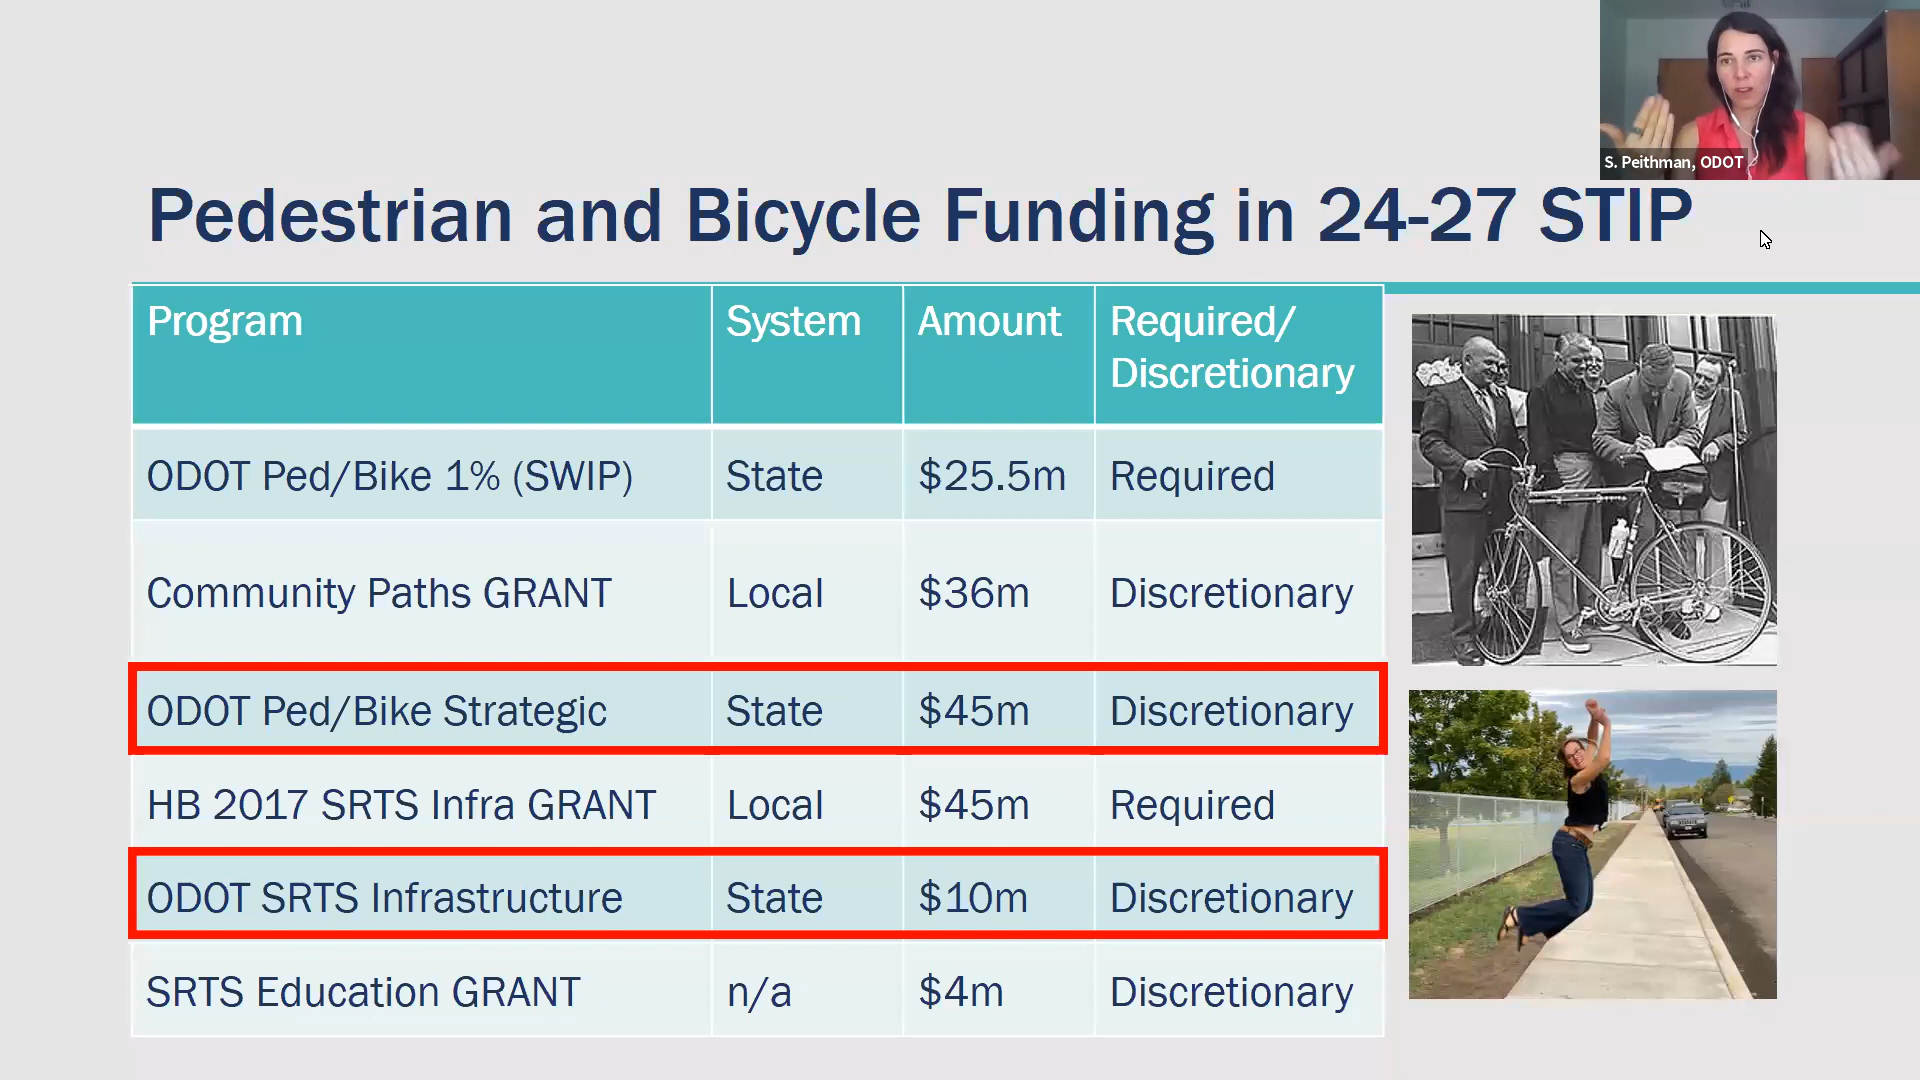 S. Peithman, ODOT
Pedestrian and Bicycle Funding in 24-27 STIP
Program System Amount Required/
Discretionary
ODOT Ped/Bike 1% (SWIP) State $25.5m Required
Community Paths GRANT Local $36m Discretionary
ODOT Ped/Bike Strategic State $45m Discretionary
HB 2017 SRTS Infra GRANT Local $45m Required
ODOT SRTS Infrastructure State $10m Discretionary
SRTS Education GRANT n/a $4m Discretionary